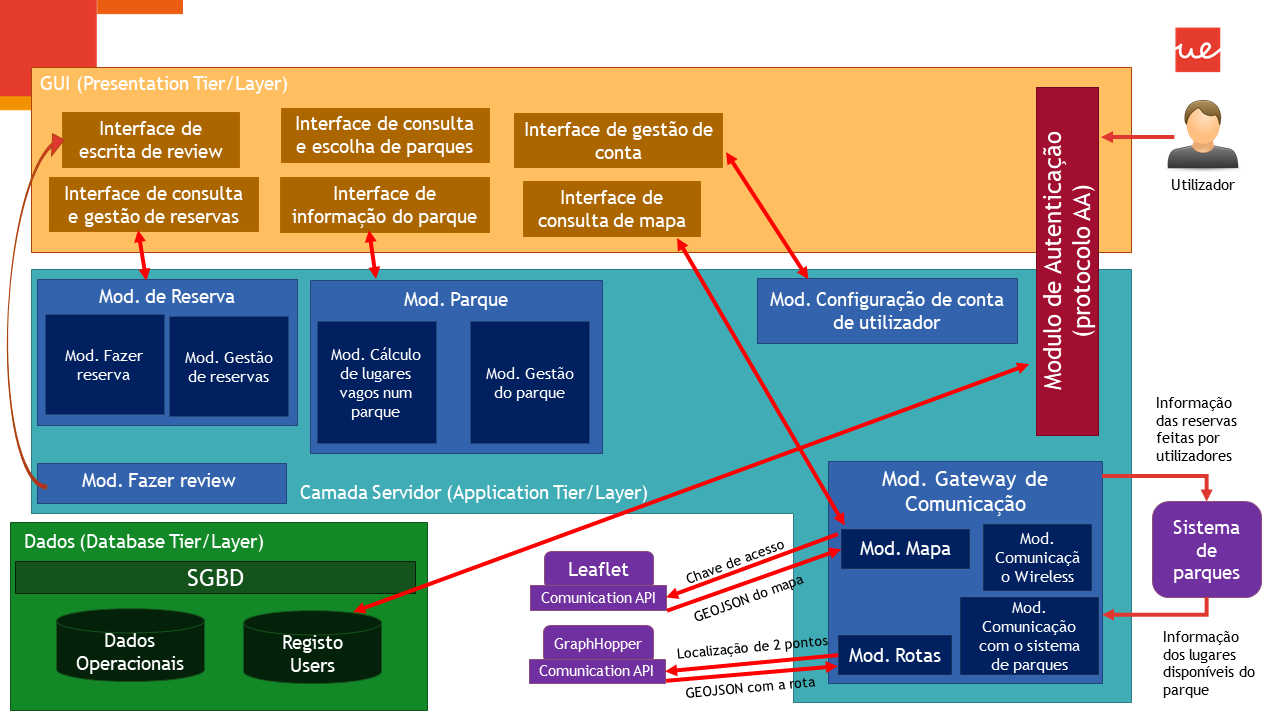 ue
GUI (Presentation Tier/Layer)
Interface de
escrita de review
Interface de consulta
e escolha de parques
Interface de gestão de
conta
Interface de consulta
e gestão de reservas
Interface de
informação do parque
Interface de
consulta de mapa
Modulo de Autenticação
(protocolo AA)
Utilizador
Mod. de Reserva
Mod. Fazer
reserva
Mod. Gestão
de reservas
Mod. Parque
Mod. Cálculo
de lugares
vagos num
parque
Mod. Gestão
do parque
Mod. Configuração de conta
de utilizador
Mod. Fazer review
Camada Servidor (Application Tier/Layer)
Mod. Gateway de
Comunicação
Mod. Mapa
Mod.
Comunicaçã
o Wireless
Mod. Rotas
Mod.
Comunicação
com o sistema
de parques
Informação
das reservas
feitas por
utilizadores
Sistema
de
parques
Informação
dos lugares
disponíveis do
parque
Dados (Database Tier/Layer)
SGBD
Dados
Operacionais
Registo
Users
Leaflet
Comunication API
Chave de acesso
GEOJSON do mapa
GraphHopper
Comunication API
Localização de 2 pontos
GEOJSON com a rota